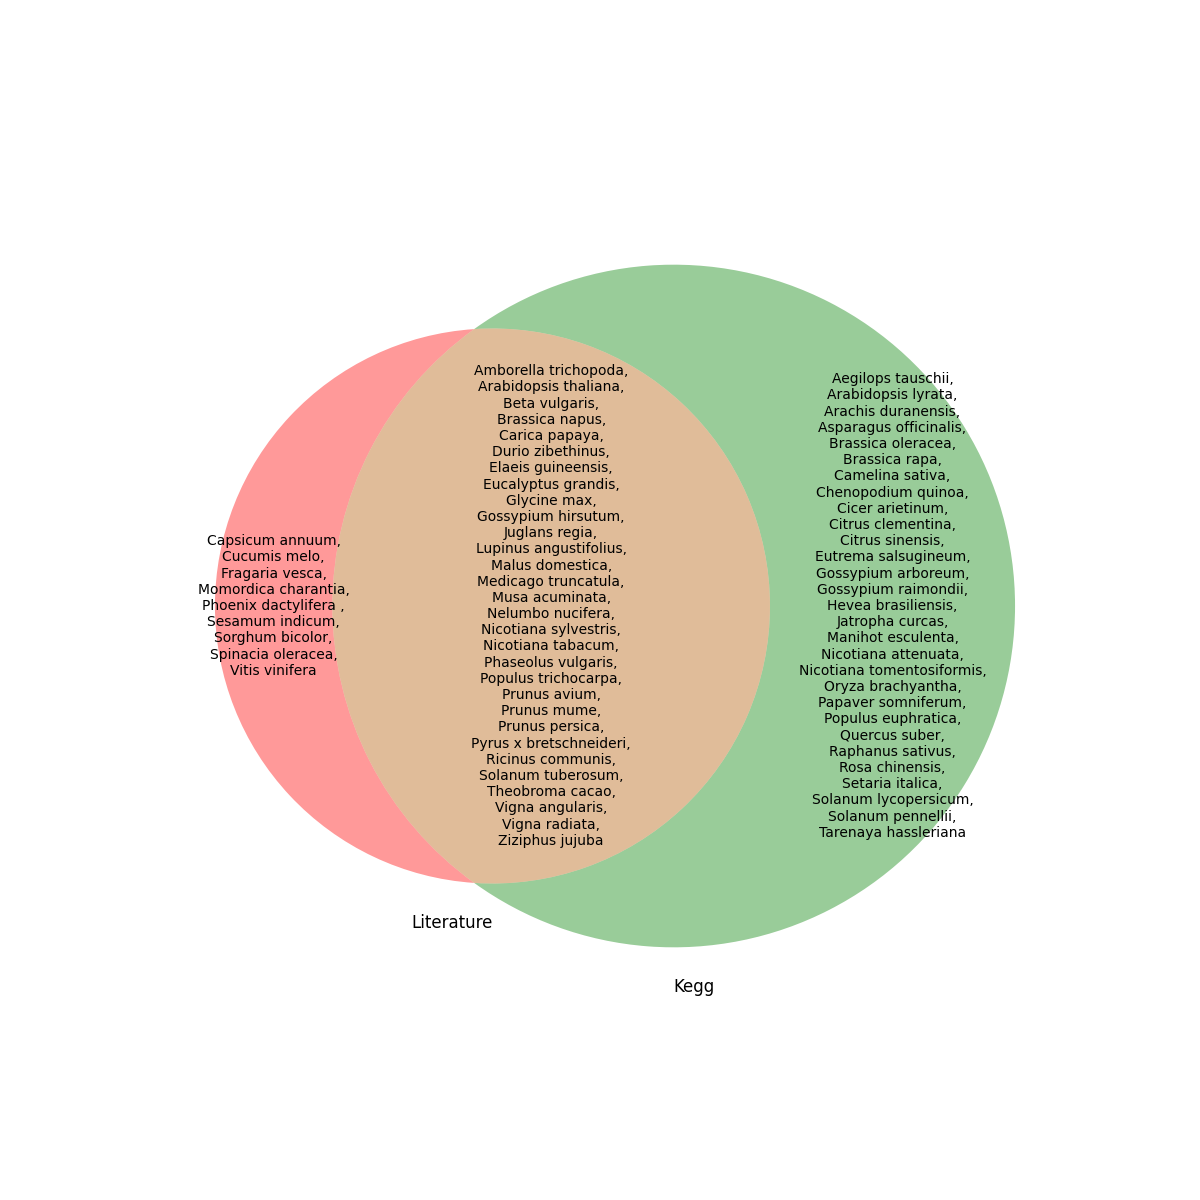 Capsicum annuum,
Cucumis melo,
Fragaria vesca,
Momordica charantia,
Phoenix dactylifera ,
Sesamum indicum,
Sorghum bicolor,
Spinacia oleracea,
Vitis vinifera
Amborella trichopoda,
Arabidopsis thaliana,
Beta vulgaris,
Brassica napus,
Carica papaya,
Durio zibethinus,
Elaeis guineensis,
Eucalyptus grandis,
Glycine max,
Gossypium hirsutum,
Juglans regia,
Lupinus angustifolius,
Malus domestica,
Medicago truncatula,
Musa acuminata,
Nelumbo nucifera,
Nicotiana sylvestris,
Nicotiana tabacum,
Phaseolus vulgaris,
Populus trichocarpa,
Prunus avium,
Prunus mume,
Prunus persica,
Pyrus x bretschneideri,
Ricinus communis,
Solanum tuberosum,
Theobroma cacao,
Vigna angularis,
Vigna radiata,
Ziziphus jujuba
Aegilops tauschii,
Arabidopsis lyrata,
Arachis duranensis,
Asparagus officinalis,
Brassica oleracea,
Brassica rapa,
Camelina sativa,
Chenopodium quinoa,
Cicer arietinum,
Citrus clementina,
Citrus sinensis,
Eutrema salsugineum,
Gossypium arboreum,
Gossypium raimondii,
Hevea brasiliensis,
Jatropha curcas,
Manihot esculenta,
Nicotiana attenuata,
Nicotiana tomentosiformis,
Oryza brachyantha,
Papaver somniferum,
Populus euphratica,
Quercus suber,
Raphanus sativus,
Rosa chinensis,
Setaria italica,
Solanum lycopersicum,
Solanum pennellii,
Tarenaya hassleriana
Literature
Kegg